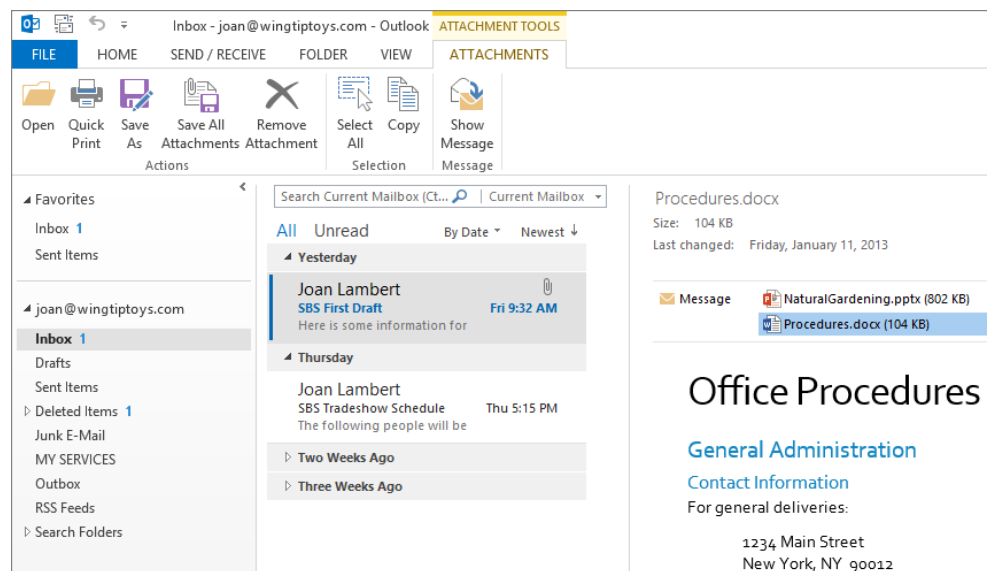 Inbox - joan@wingtiptoys.com - Outlook ATTACHMENT TOOLS
FILE HOME SEND / RECEIVE FOLDER VIEW ATTACHMENTS
Open Quick Print Save As Save All Attachments Remove Attachment Select All Copy Show Message
Actions Selection Message
Favorites
Inbox 1
Sent Items
joan@wingtiptoys.com
Inbox 1
Drafts
Sent Items
Deleted Items 1
Junk E-Mail
MY SERVICES
Outbox
RSS Feeds
Search Folders
Search Current Mailbox (Ct... Current Mailbox
All Unread By Date Newest
Yesterday
Joan Lambert
SBS First Draft Fri 9:32 AM
Here is some information for
Thursday
Joan Lambert
SBS Tradeshow Schedule Thu 5:15 PM
The following people will be
Two Weeks Ago
Three Weeks Ago
Procedures.docx
Size: 104 KB
Last changed: Friday, January 11, 2013
Message NaturalGardening.pptx (802 KB)
Procedures.docx (104 KB)
Office Procedures
General Administration
Contact Information
For general deliveries:
1234 Main Street
New York, NY 90012